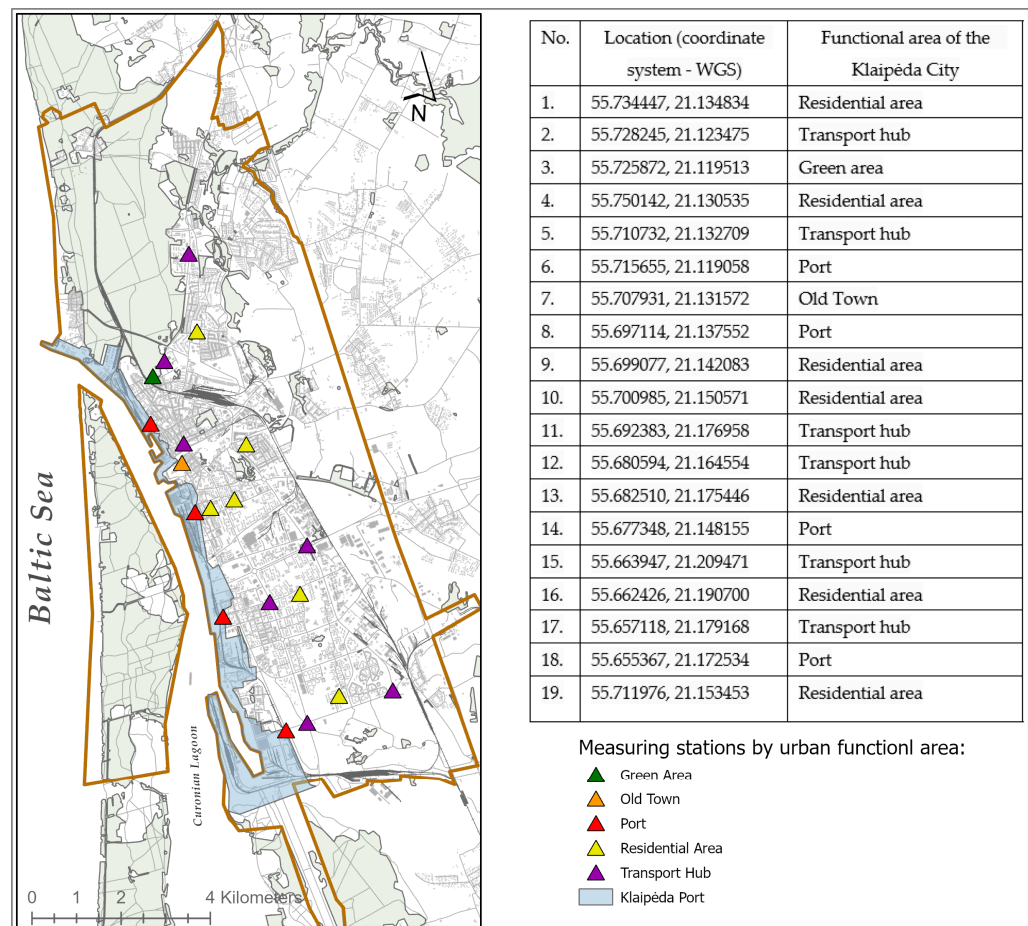 N
Baltic Sea
Curonian Lagoon
0 1 2 4 Kilometers
No. Location (coordinate system - WGS) Functional area of the Klaipėda City
1. 55.734447, 21.134834 Residential area
2. 55.728245, 21.123475 Transport hub
3. 55.725872, 21.119513 Green area
4. 55.750142, 21.130535 Residential area
5. 55.710732, 21.132709 Transport hub
6. 55.715655, 21.119058 Port
7. 55.707931, 21.131572 Old Town
8. 55.697114, 21.137552 Port
9. 55.699077, 21.142083 Residential area
10. 55.700985, 21.150571 Residential area
11. 55.692383, 21.176958 Transport hub
12. 55.680594, 21.164554 Transport hub
13. 55.682510, 21.175446 Residential area
14. 55.677348, 21.148155 Port
15. 55.663947, 21.209471 Transport hub
16. 55.662426, 21.190700 Residential area
17. 55.657118, 21.179168 Transport hub
18. 55.655367, 21.172534 Port
19. 55.711976, 21.153453 Residential area
Measuring stations by urban functionl area:
Green Area
Old Town
Port
Residential Area
Transport Hub
Klaipėda Port